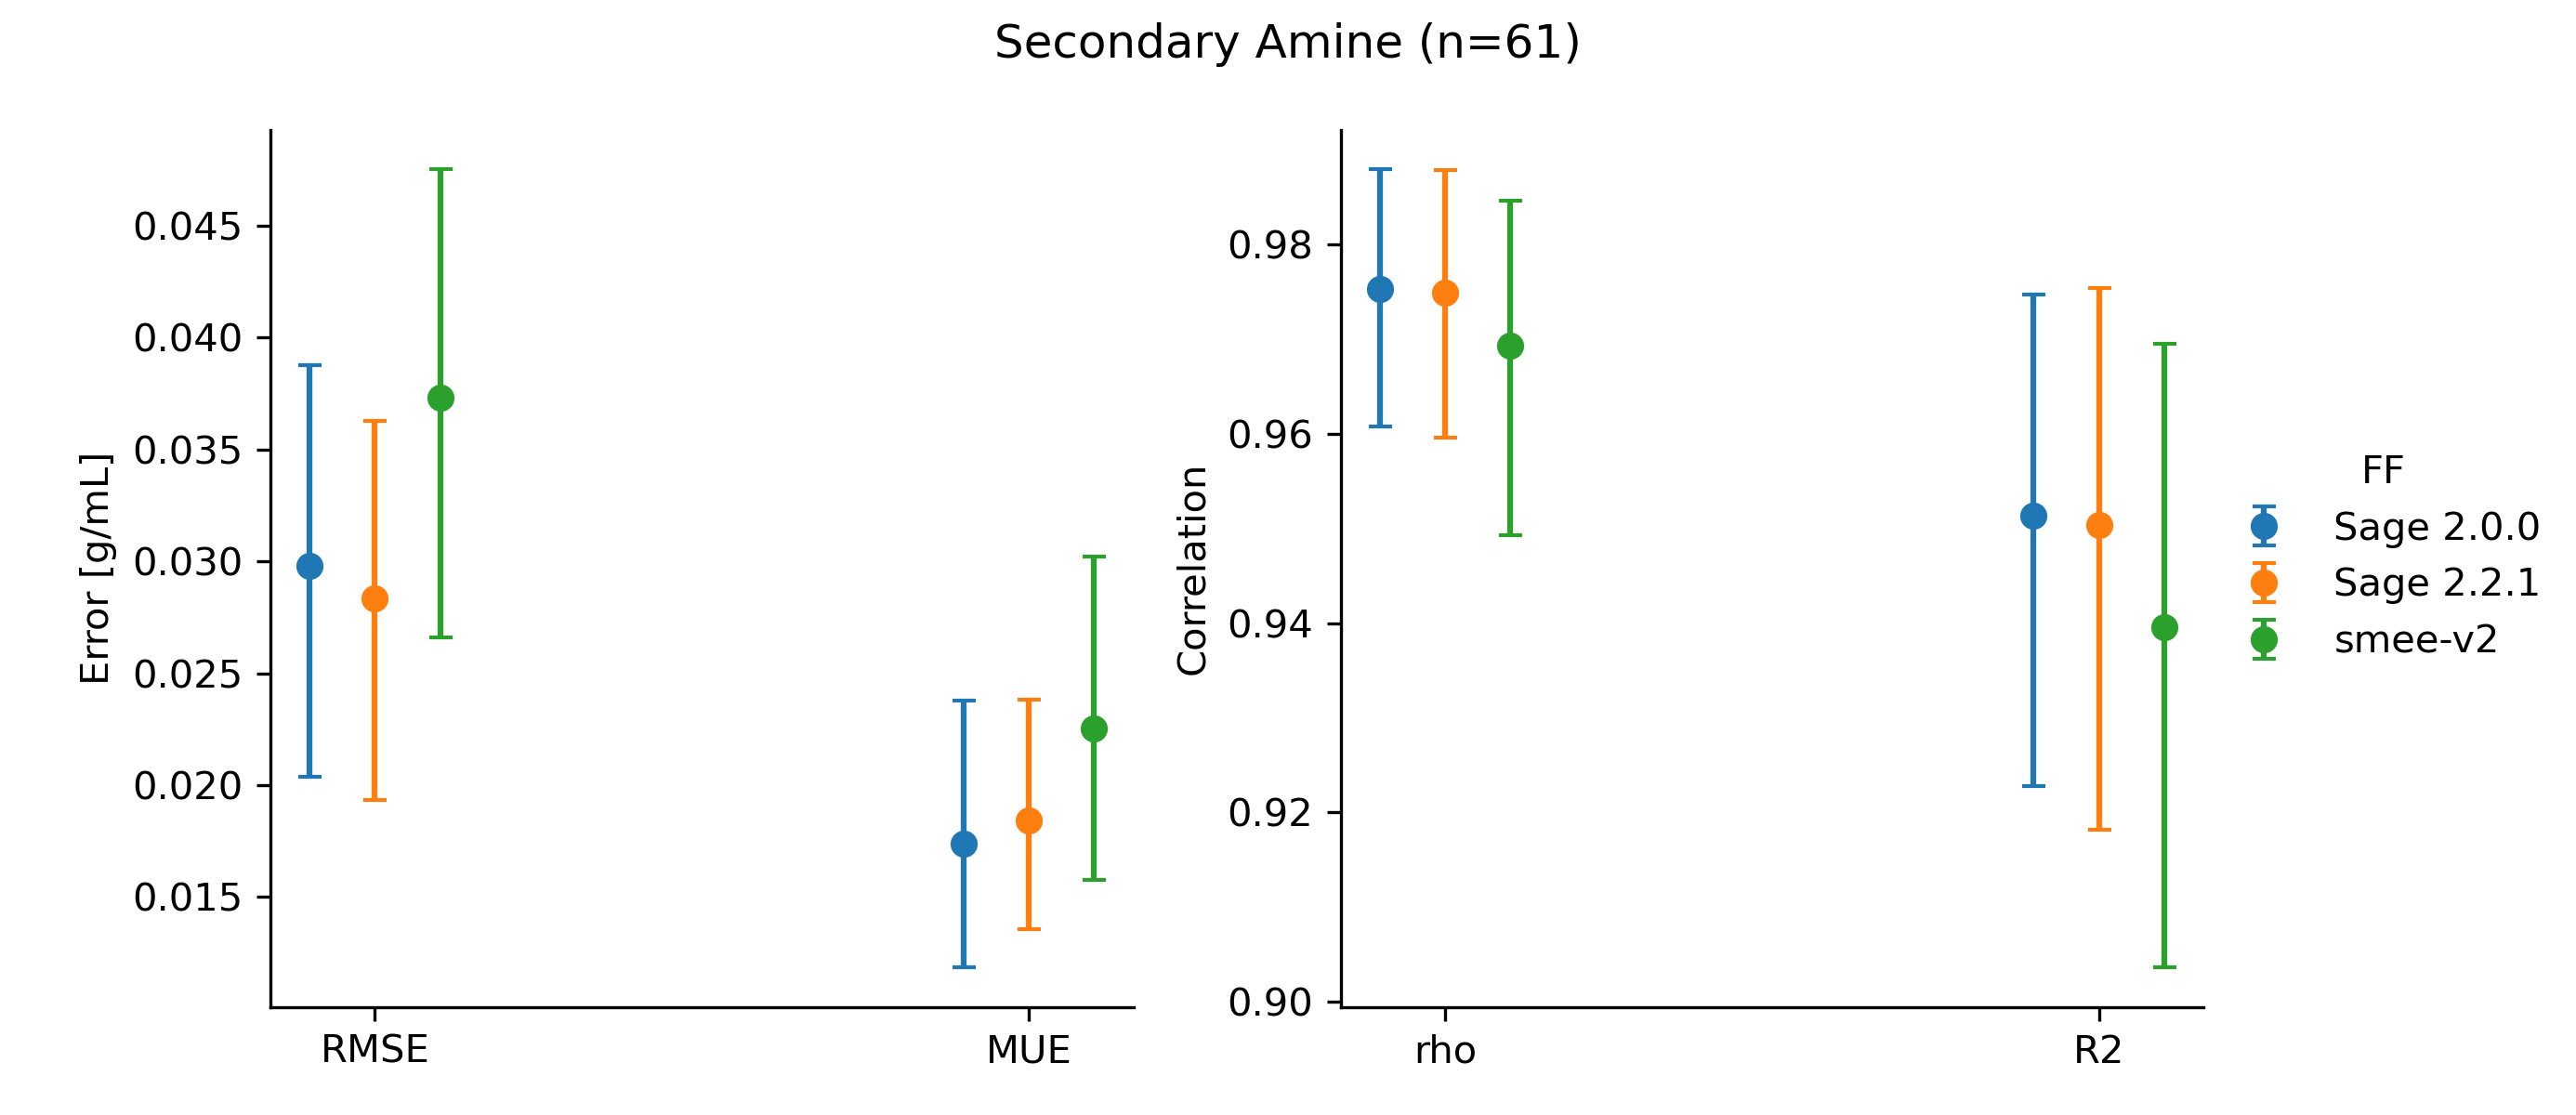 Secondary Amine (n=61)
Error [g/mL]
0.045
0.040
0.035
0.030
0.025
0.020
0.015
RMSE
MUE
Correlation
0.98
0.96
0.94
0.92
0.90
rho
R2
FF
Sage 2.0.0
Sage 2.2.1
smee-v2